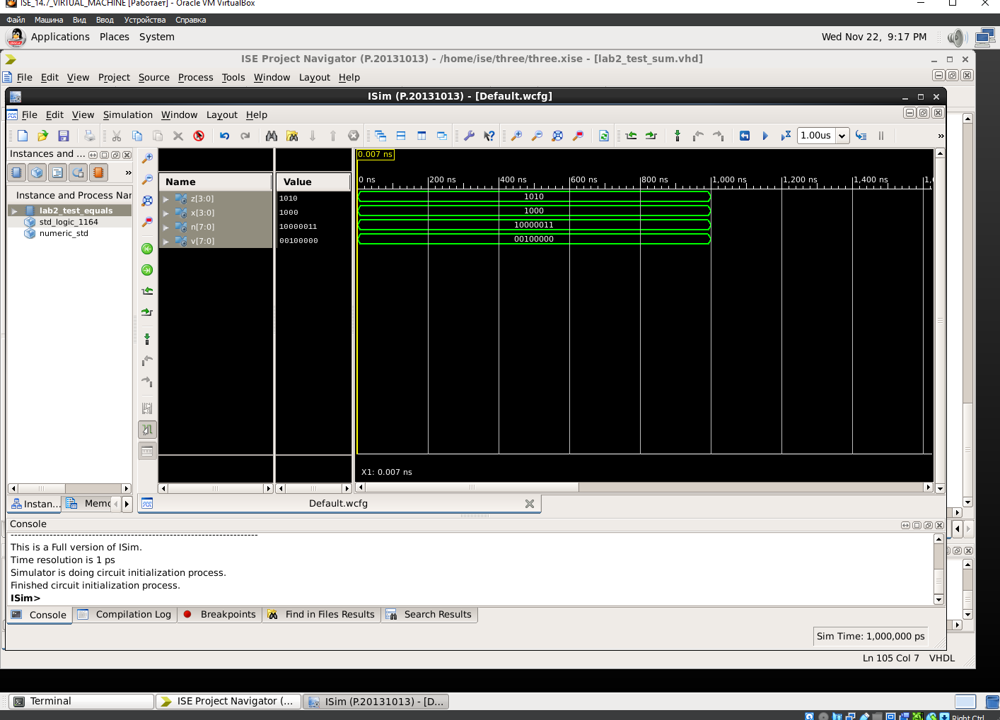 ISE_14.7_VIRTUAL_MACHINE [Работает] - Oracle VM VirtualBox
Файл Машина Вид Ввод Устройства Справка
Applications Places System Wed Nov 22, 9:17 PM
ISE Project Navigator (P.20131013) - /home/ise/three/three.xise - [lab2_test_sum.vhd]
File Edit View Project Source Process Tools Window Layout Help
ISim (P.20131013) - [Default.wcfg]
File Edit View Simulation Window Layout Help
1.00us »
Instances and ...
»
Instance and Process Nar
lab2_test_equals
std_logic_1164
numeric_std
Instan... Memo
Name Value
z[3:0] 1010
x[3:0] 1000
n[7:0] 10000011
v[7:0] 00100000
0.007 ns
0 ns 200 ns 400 ns 600 ns 800 ns 1,000 ns 1,200 ns 1,400 ns
1010
1000
10000011
00100000
X1: 0.007 ns
Default.wcfg
Console
This is a Full version of ISim.
Time resolution is 1 ps
Simulator is doing circuit initialization process.
Finished circuit initialization process.
ISim>
Console Compilation Log Breakpoints Find in Files Results Search Results
Sim Time: 1,000,000 ps
Ln 105 Col 7 VHDL
Terminal ISE Project Navigator (... ISim (P.20131013) - [D...
Right Ctrl